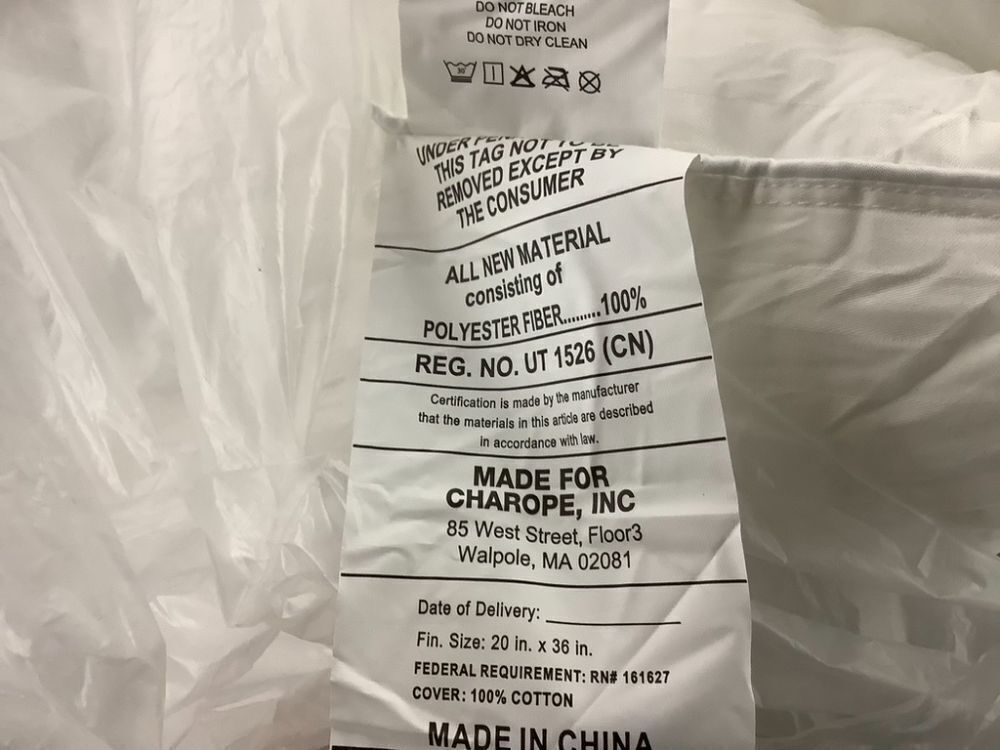 DO NOT BLEACH
DO NOT IRON
DO NOT DRY CLEAN
30
UNDER
THIS TAG NOT TO BE
REMOVED EXCEPT BY
THE CONSUMER
ALL NEW MATERIAL
consisting of
POLYESTER FIBER.........100%
REG. NO. UT 1526 (CN)
Certification is made by the manufacturer
that the materials in this article are described
in accordance with law.
MADE FOR
CHAROPE, INC
85 West Street, Floor3
Walpole, MA 02081
Date of Delivery:
Fin. Size: 20 in. x 36 in.
FEDERAL REQUIREMENT: RN# 161627
COVER: 100% COTTON
MADE IN CHINA